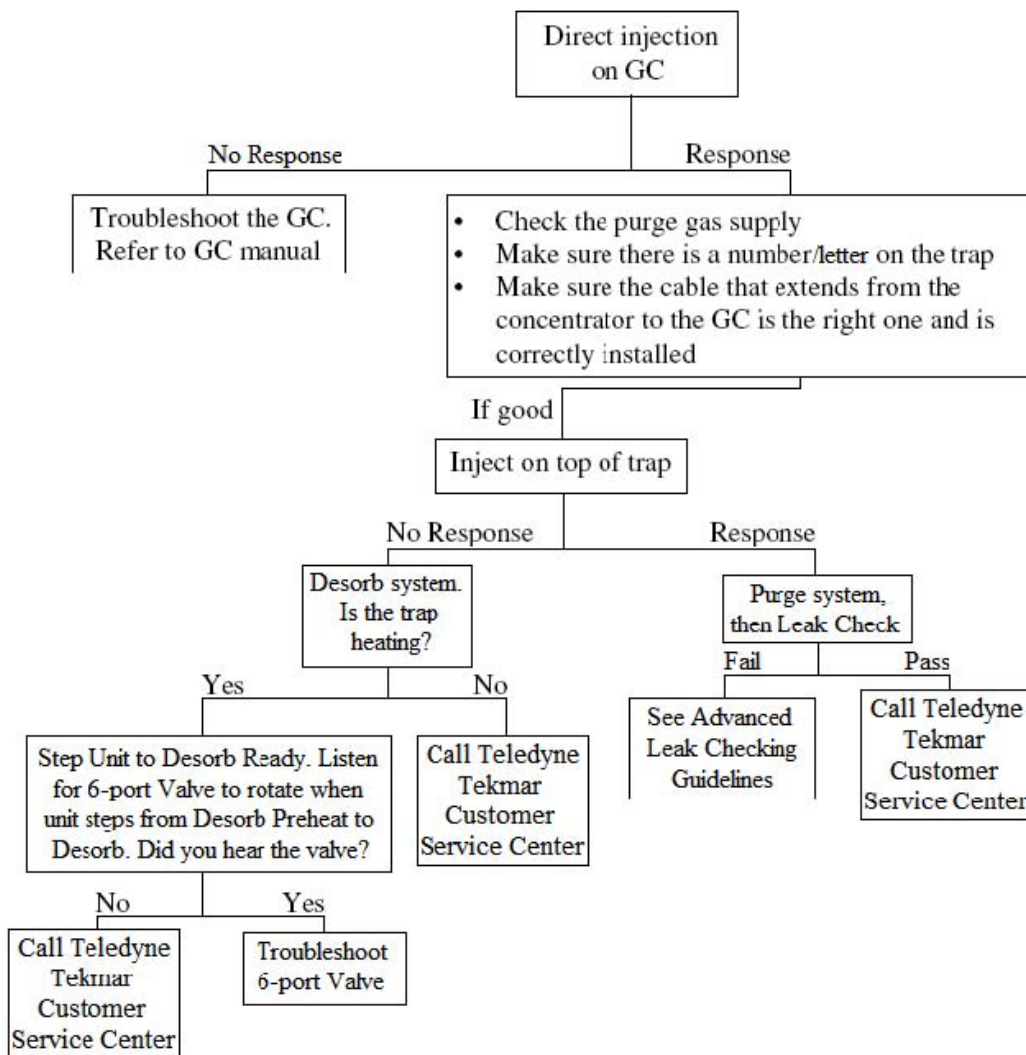 Direct injection
on GC
No Response
Response
Troubleshoot the GC.
Refer to GC manual
• Check the purge gas supply
• Make sure there is a number/letter on the trap
• Make sure the cable that extends from the
concentrator to the GC is the right one and is
correctly installed
If good
Inject on top of trap
No Response
Response
Desorb system.
Is the trap
heating?
Purge system,
then Leak Check
Yes
No
Fail
Pass
Step Unit to Desorb Ready. Listen
for 6-port Valve to rotate when
unit steps from Desorb Preheat to
Desorb. Did you hear the valve?
Call Teledyne
Tekmar
Customer
Service Center
See Advanced
Leak Checking
Guidelines
Call Teledyne
Tekmar
Customer
Service Center
No
Yes
Call Teledyne
Tekmar
Customer
Service Center
Troubleshoot
6-port Valve